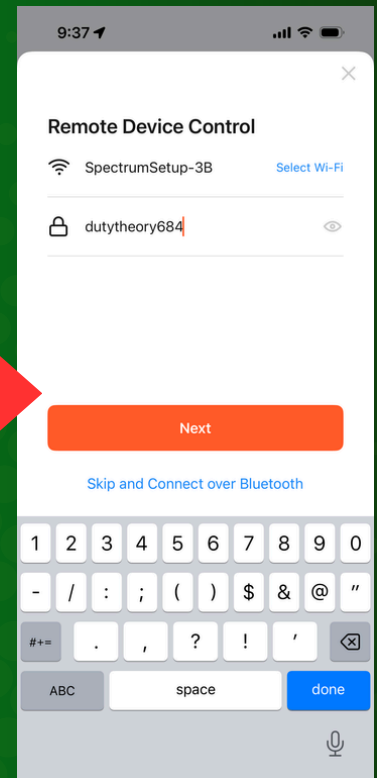 9:37
Remote Device Control
SpectrumSetup-3B Select Wi-Fi
dutytheory684
Next
Skip and Connect over Bluetooth
1 2 3 4 5 6 7 8 9 0
- / : ; ( ) $ & @ "
#+= . , ? ! '
ABC space done